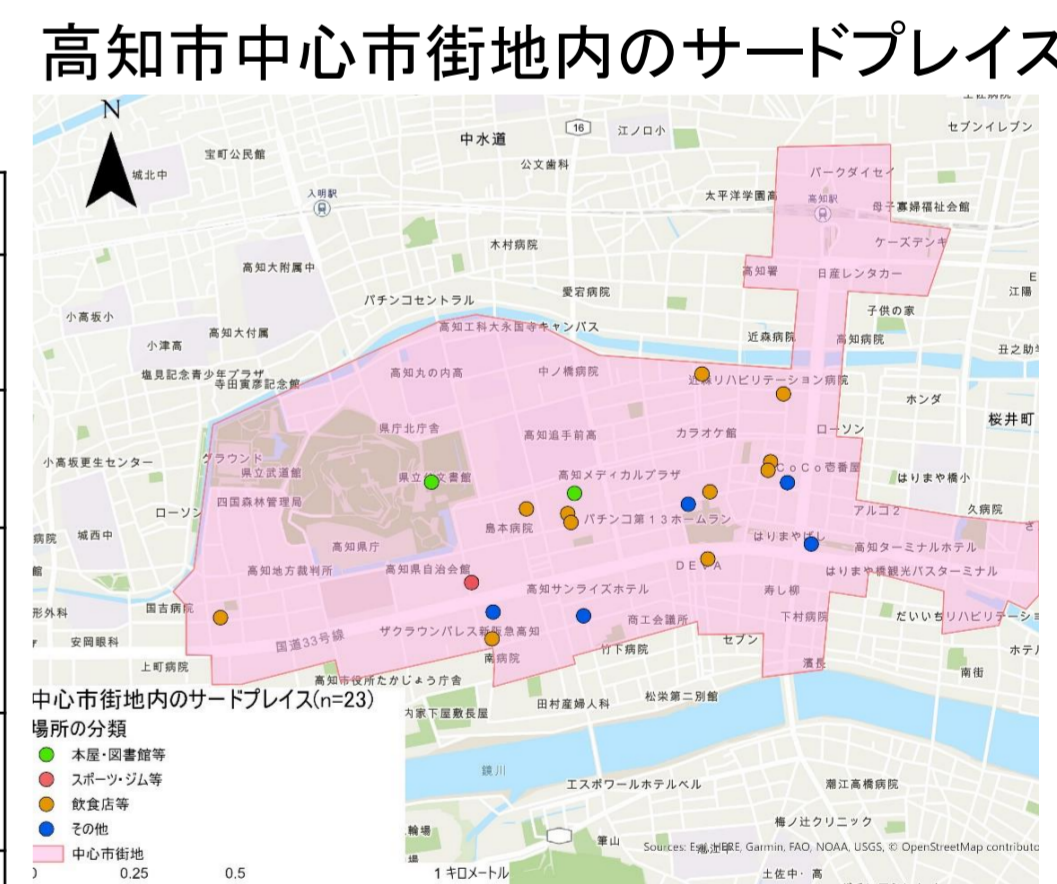 高知市中心市街地内のサードプレイス
N
16
江ノ口小
セブンイレブン
中水道
宝町公民館
公文歯科
パークダイセイ
城北中
入明駅
太平洋学園高
高知駅
母子寡婦福祉会館
木村病院
ケーズデンキ
高知大附属中
高知署
日産レンタカー
愛宕病院
江陽
パチンコセントラル
子供の家
小高坂小
高知工科大永国寺キャンパス
高知大附属
近森病院
高知病院
小津高
丑之助
塩見記念青少年プラザ
高知丸の内高
中ノ橋病院
近森リハビリテーション病院
寺田寅彦記念館
ホンダ
桜井町
県庁北庁舎
高知追手前高
カラオケ館
ローソン
グラウンド
小高坂更生センター
県立武道館
高知メディカルプラザ
CoCo壱番屋
はりまや橋小
四国森林管理局
ローソン
アルコ2
久病院
パチンコ第13ホームラン
島本病院
病院
城西中
はりまやばし
高知県庁
高知ターミナルホテル
館
高知地方裁判所
高知県自治会館
はりまや橋観光バスターミナル
高知サンライズホテル
寿し柳
形外科
国吉病院
商工会議所
下村病院
だいいちリハビリテーショ
国道33号線
ザクラウンパレス新阪急高知
安岡眼科
セブン
竹下病院
ホテル
上町病院
南病院
濱長
南街
高知市役所たかじょう庁舎
松栄第二別館
田村産婦人科
内家下屋敷長屋
中心市街地内のサードプレイス(n=23)
場所の分類
本屋・図書館等
スポーツ・ジム等
飲食店等
その他
中心市街地
0 0.25 0.5 1 キロメートル
鏡川
エスポワールホテルベル
潮江高橋病院
梅ノ辻クリニック
輪場
筆山
場
Sources: Esri, HERE, Garmin, FAO, NOAA, USGS, © OpenStreetMap contributo
土佐中・高